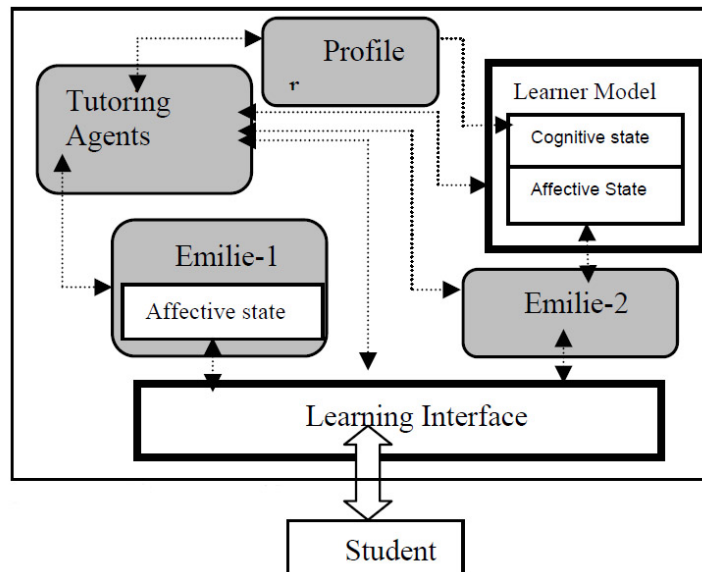 Profile
r
Tutoring
Agents
Learner Model
Cognitive state
Affective State
Emilie-1
Affective state
Emilie-2
Learning Interface
Student